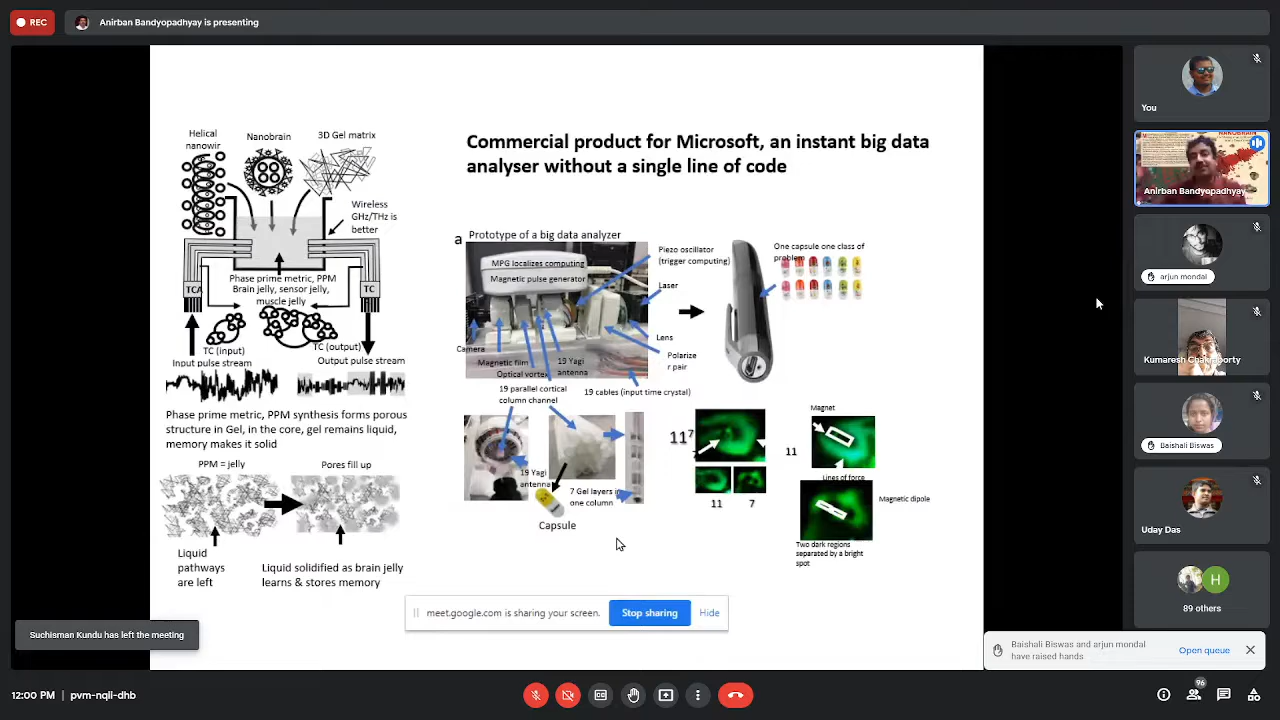 REC
Anirban Bandyopadhyay is presenting
Helical
nanowir
Nanobrain
3D Gel matrix
Wireless
GHz/THz is
better
TCA
TC
Phase prime metric, PPM
Brain jelly, sensor jelly,
muscle jelly
TC (input)
TC (output)
Input pulse stream
Output pulse stream
Phase prime metric, PPM synthesis forms porous
structure in Gel, in the core, gel remains liquid,
memory makes it solid
PPM = jelly
Pores fill up
Liquid
pathways
are left
Liquid solidified as brain jelly
learns & stores memory
Commercial product for Microsoft, an instant big data
analyser without a single line of code
a
Prototype of a big data analyzer
MPG localizes computing
Magnetic pulse generator
Piezo oscillator
(trigger computing)
Laser
Lens
Polarize
r pair
Camera
Magnetic film
Optical vortex
19 Yagi
antenna
19 parallel cortical
column channel
19 cables (input time crystal)
One capsule one class of
problem
19 Yagi
antenna
7 Gel layers in
one column
Capsule
11⁷
7
11
7
11
Magnet
Lines of force
Magnetic dipole
Two dark regions
separated by a bright
spot
meet.google.com is sharing your screen.
Stop sharing
Hide
Suchisman Kundu has left the meeting
You
Anirban Bandyopadhyay
arjun mondal
Baishali Biswas
Uday Das
H
89 others
Baishali Biswas and arjun mondal
have raised hands
Open queue
12:00 PM | pvm-nqli-dhb
96